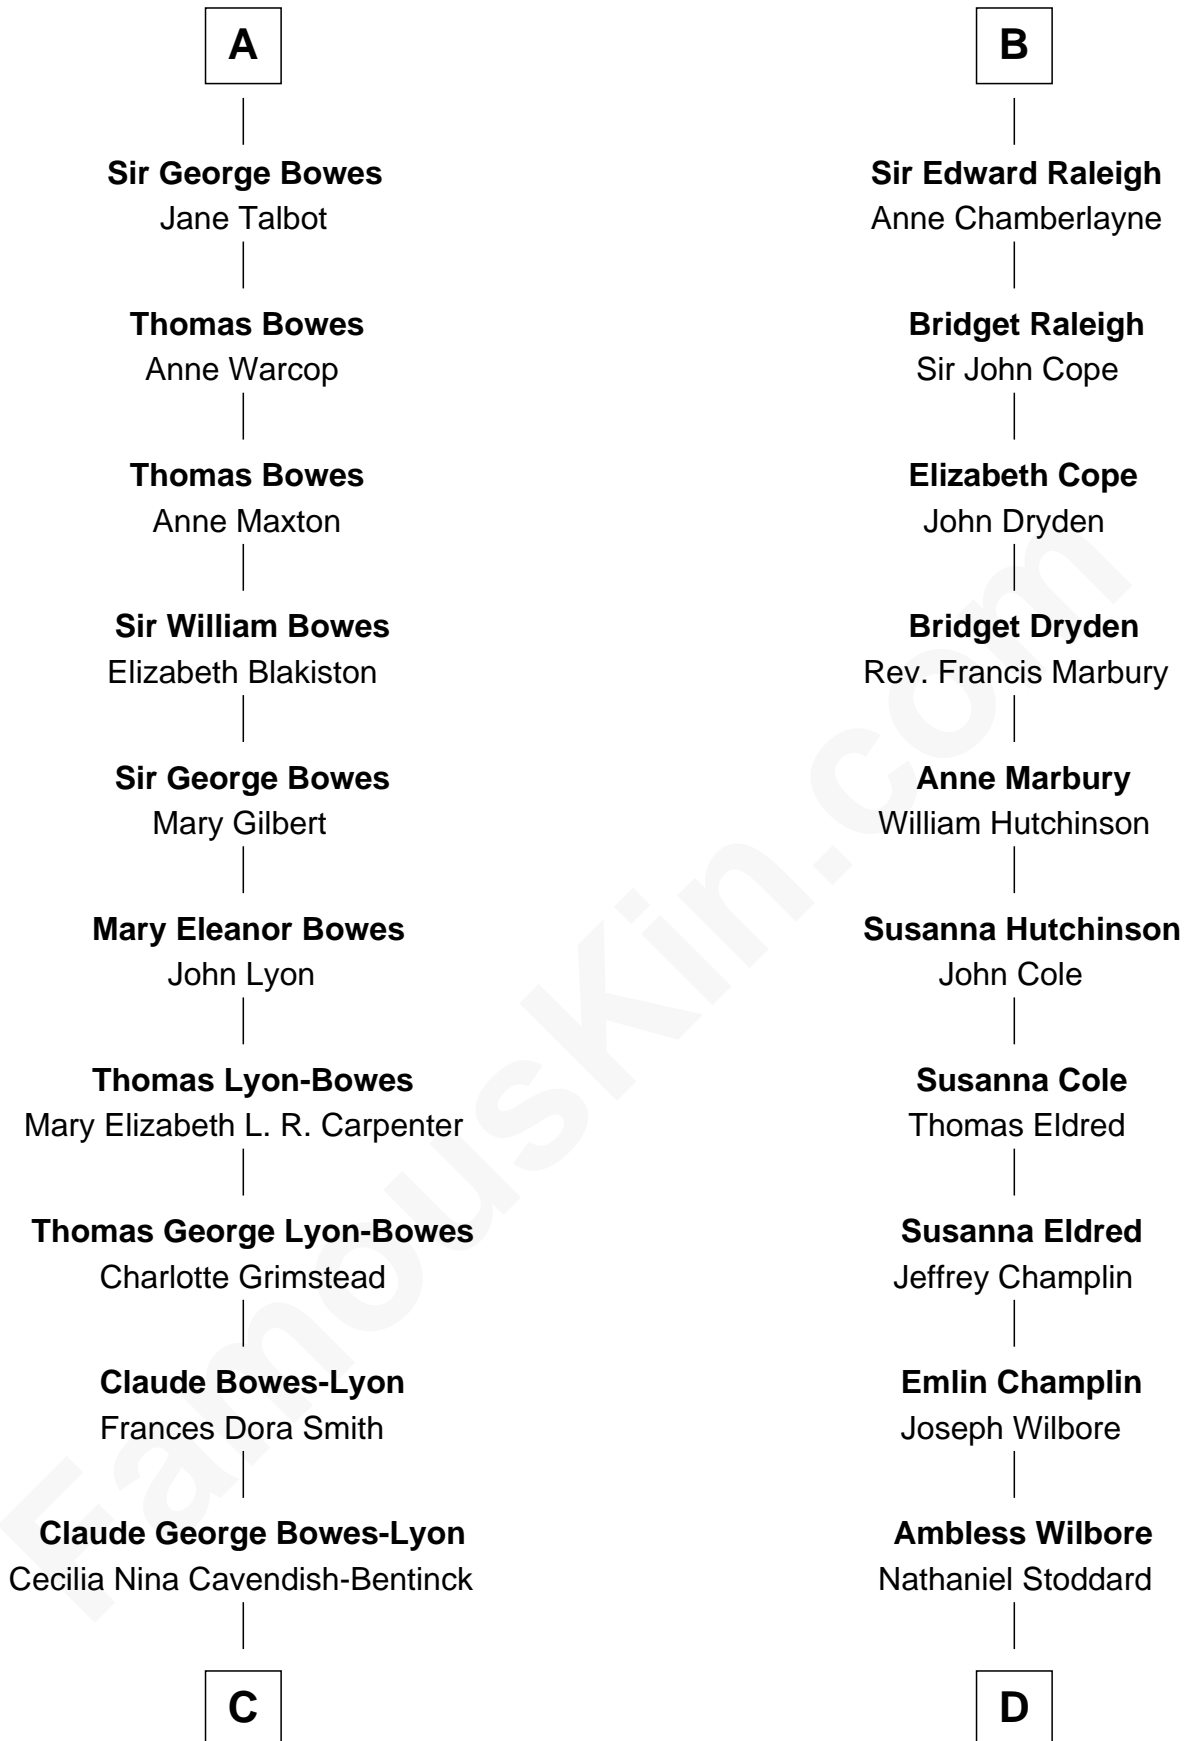 A
Sir George Bowes
Jane Talbot
Thomas Bowes
Anne Warcop
Thomas Bowes
Anne Maxton
Sir William Bowes
Elizabeth Blakiston
Sir George Bowes
Mary Gilbert
Mary Eleanor Bowes
John Lyon
Thomas Lyon-Bowes
Mary Elizabeth L. R. Carpenter
Thomas George Lyon-Bowes
Charlotte Grimstead
Claude Bowes-Lyon
Frances Dora Smith
Claude George Bowes-Lyon
Cecilia Nina Cavendish-Bentinck
C
B
Sir Edward Raleigh
Anne Chamberlayne
Bridget Raleigh
Sir John Cope
Elizabeth Cope
John Dryden
Bridget Dryden
Rev. Francis Marbury
Anne Marbury
William Hutchinson
Susanna Hutchinson
John Cole
Susanna Cole
Thomas Eldred
Susanna Eldred
Jeffrey Champlin
Emlin Champlin
Joseph Wilbore
Ambless Wilbore
Nathaniel Stoddard
D
FamousKin.com